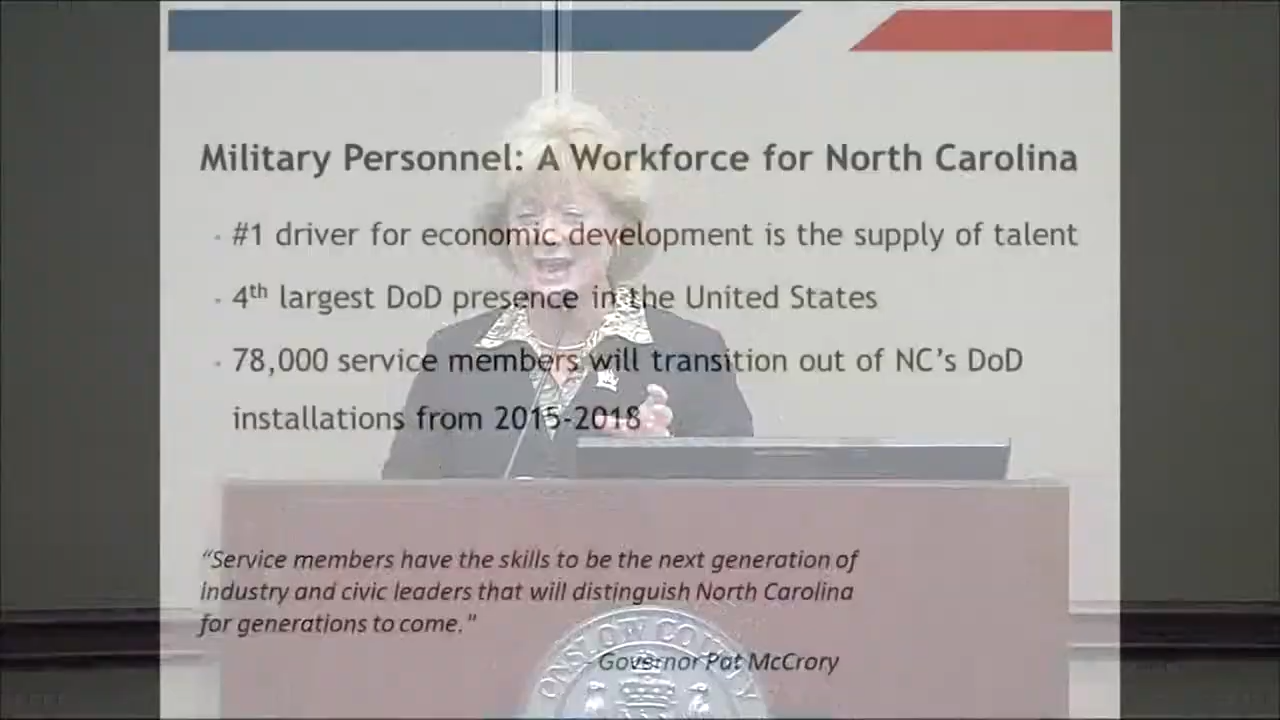 Military Personnel: A Workforce for North Carolina
· #1 driver for economic development is the supply of talent
· 4th largest DoD presence in the United States
· 78,000 service members will transition out of NC’s DoD
installations from 2015-2018
“Service members have the skills to be the next generation of
industry and civic leaders that will distinguish North Carolina
for generations to come.”
- Governor Pat McCrory
ONSLOW COUNTY